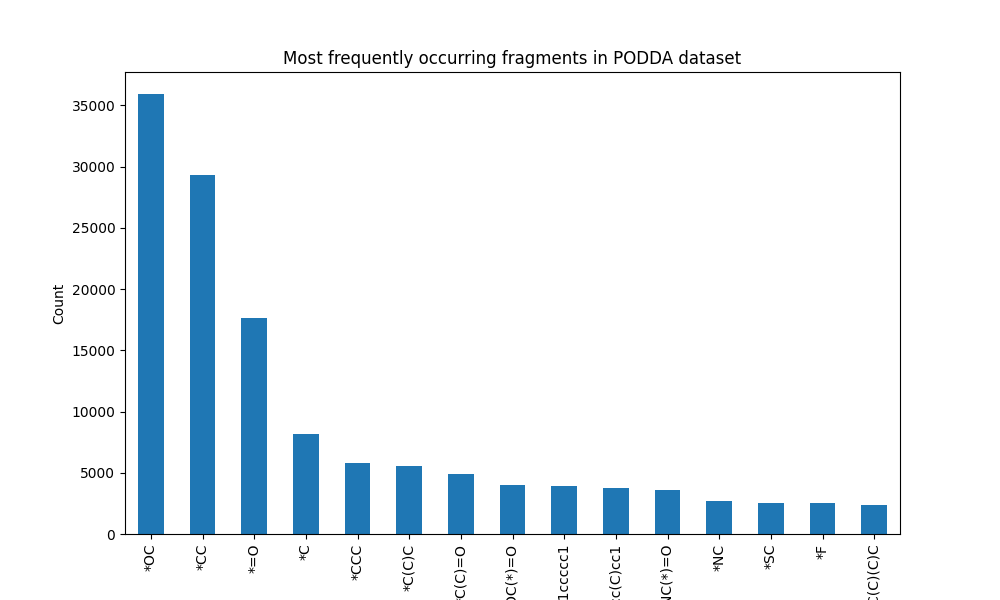 Most frequently occurring fragments in PODDA dataset
Count
35000
30000
25000
20000
15000
10000
5000
0
*OC
*CC
*=O
*C
*CCC
*C(C)C
*C(C)=O
OC(*)=O
1ccccc1
c(C)cc1
NC(*)=O
*NC
*SC
*F
C(C)(C)C